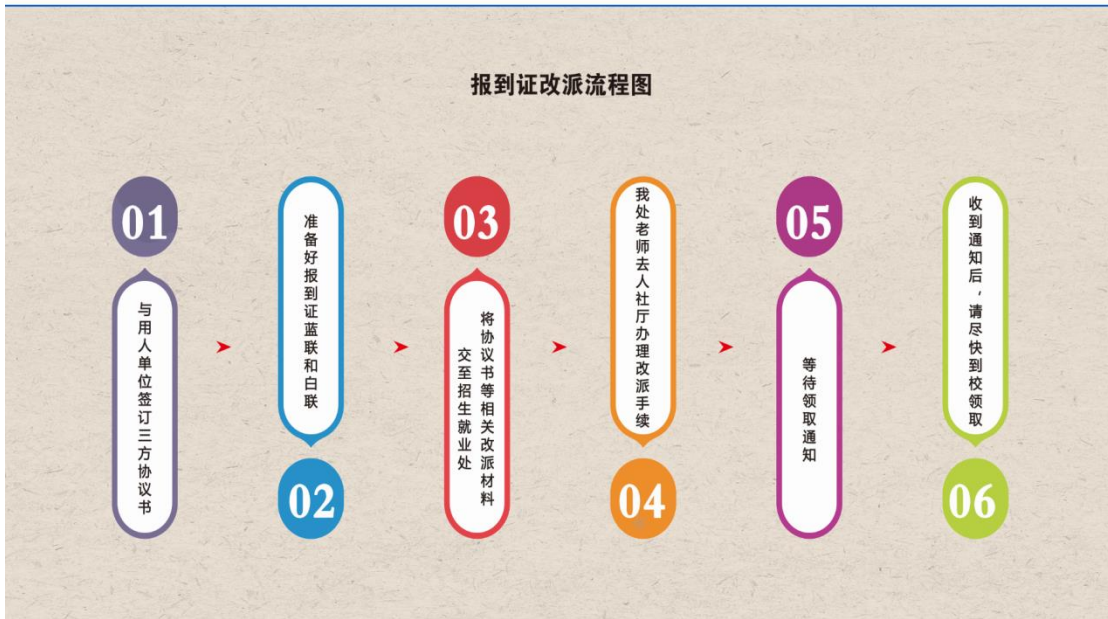 报到证改派流程图
01
与用人单位签订三方协议书
准备好报到证蓝联和白联
02
03
将协议书等相关改派材料
交至招生就业处
我处老师去人社厅办理改派手续
04
05
等待领取通知
收到通知后，请尽快到校领取
06